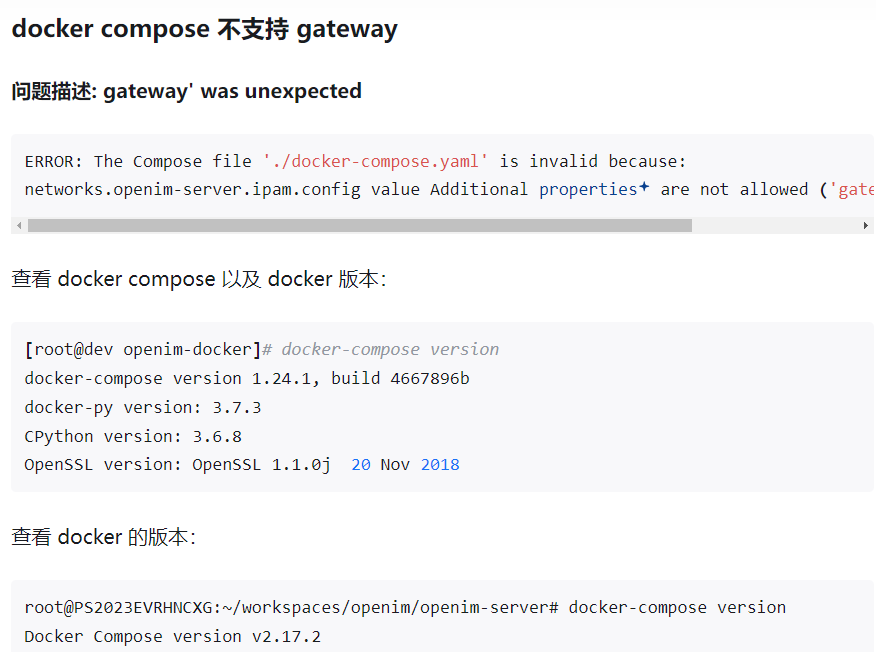 docker compose 不支持 gateway
问题描述: gateway' was unexpected
ERROR: The Compose file './docker-compose.yaml' is invalid because:
networks.openim-server.ipam.config value Additional properties are not allowed ('gate
查看 docker compose 以及 docker 版本：
[root@dev openim-docker]# docker-compose version
docker-compose version 1.24.1, build 4667896b
docker-py version: 3.7.3
CPython version: 3.6.8
OpenSSL version: OpenSSL 1.1.0j  20 Nov 2018
查看 docker 的版本：
root@PS2023EVRHNCXG:~/workspaces/openim/openim-server# docker-compose version
Docker Compose version v2.17.2